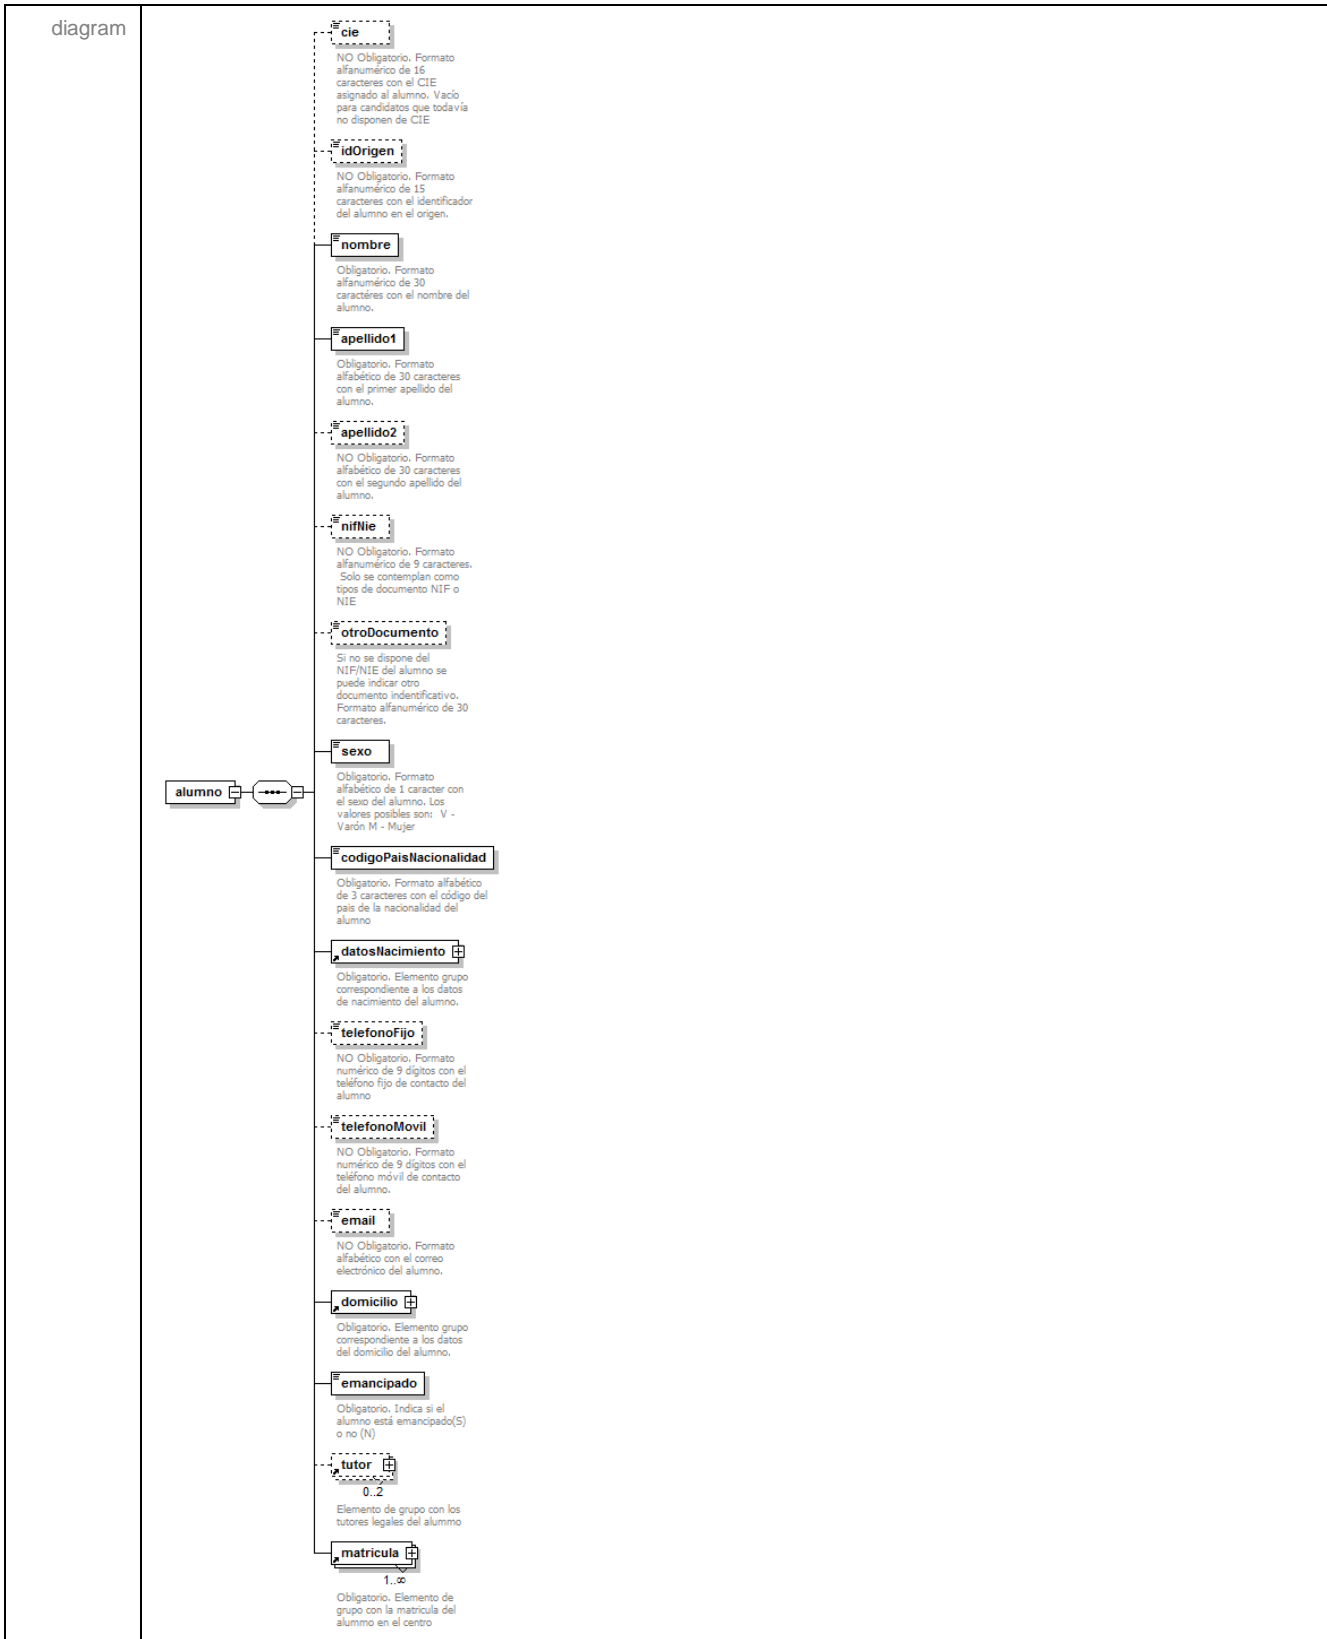 diagram
cie
NO Obligatorio. Formato
alfanumérico de 16
caracteres con el CIE
asignado al alumno. Vacío
para candidatos que todavía
no disponen de CIE
idOrigen
NO Obligatorio. Formato
alfanumérico de 15
caracteres con el identificador
del alumno en el origen.
nombre
Obligatorio. Formato
alfanumérico de 30
caractéres con el nombre del
alumno.
apellido1
Obligatorio. Formato
alfabético de 30 caracteres
con el primer apellido del
alumno.
apellido2
NO Obligatorio. Formato
alfabético de 30 caracteres
con el segundo apellido del
alumno.
nifNie
NO Obligatorio. Formato
alfanumérico de 9 caracteres.
Solo se contemplan como
tipos de documento NIF o
NIE
otroDocumento
Si no se dispone del
NIF/NIE del alumno se
puede indicar otro
documento indentificativo.
Formato alfanumérico de 30
caracteres.
sexo
Obligatorio. Formato
alfabético de 1 caracter con
el sexo del alumno. Los
valores posibles son: V -
Varón M - Mujer
alumno
codigoPaisNacionalidad
Obligatorio. Formato alfabético
de 3 caracteres con el código del
pais de la nacionalidad del
alumno
datosNacimiento
Obligatorio. Elemento grupo
correspondiente a los datos
de nacimiento del alumno.
telefonoFijo
NO Obligatorio. Formato
numérico de 9 dígitos con el
teléfono fijo de contacto del
alumno
telefonoMovil
NO Obligatorio. Formato
numérico de 9 dígitos con el
teléfono móvil de contacto
del alumno.
email
NO Obligatorio. Formato
alfabético con el correo
electrónico del alumno.
domicilio
Obligatorio. Elemento grupo
correspondiente a los datos
del domicilio del alumno.
emancipado
Obligatorio. Indica si el
alumno está emancipado(S)
o no (N)
tutor
0..2
Elemento de grupo con los
tutores legales del alummo
matricula
1..∞
Obligatorio. Elemento de
grupo con la matricula del
alummo en el centro